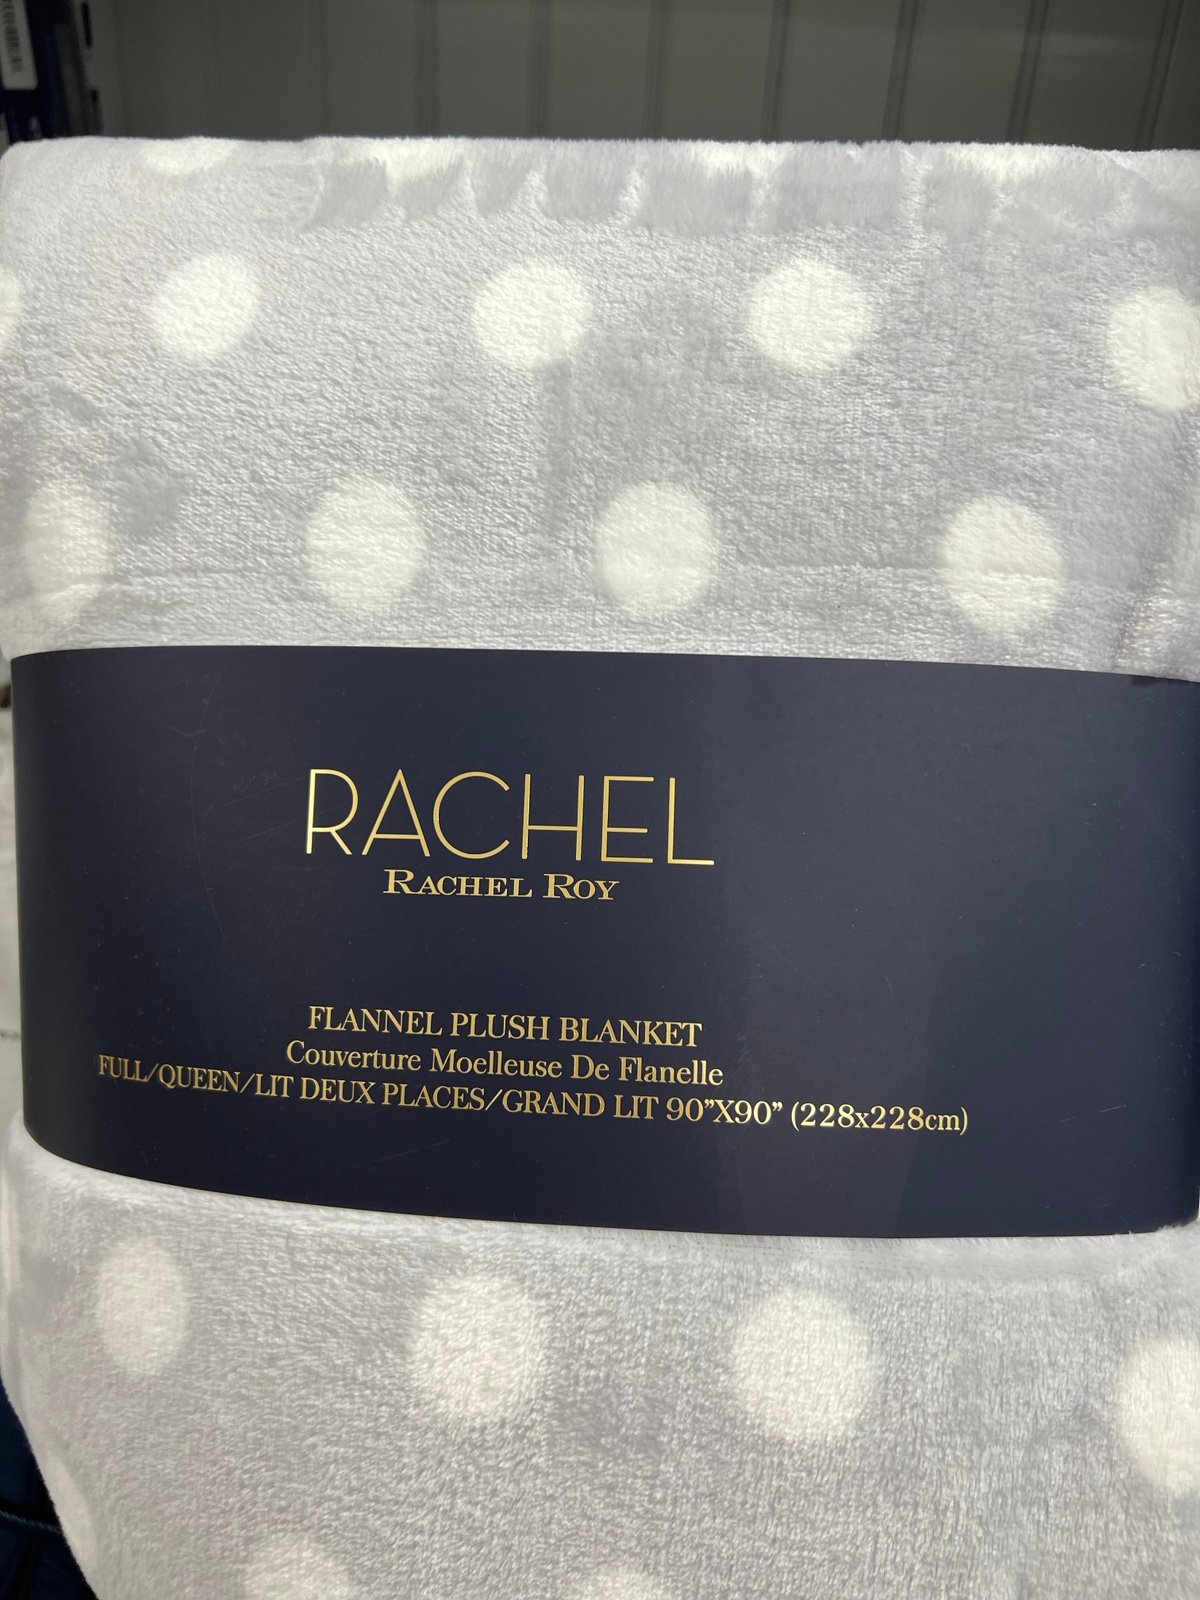 RACHEL
RACHEL ROY
FLANNEL PLUSH BLANKET
Couverture Moelleuse De Flanelle
FULL/QUEEN/LIT DEUX PLACES/GRAND LIT 90”X90” (228x228cm)